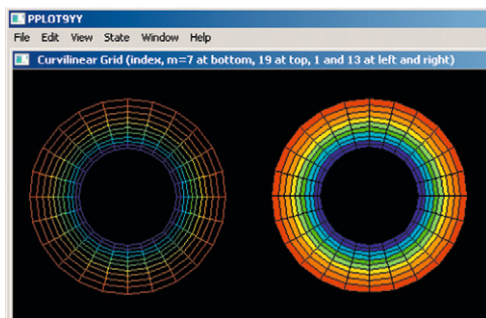 PPLOT9YY
File Edit View State Window Help
Curvilinear Grid (index, m=7 at bottom, 19 at top, 1 and 13 at left and right)